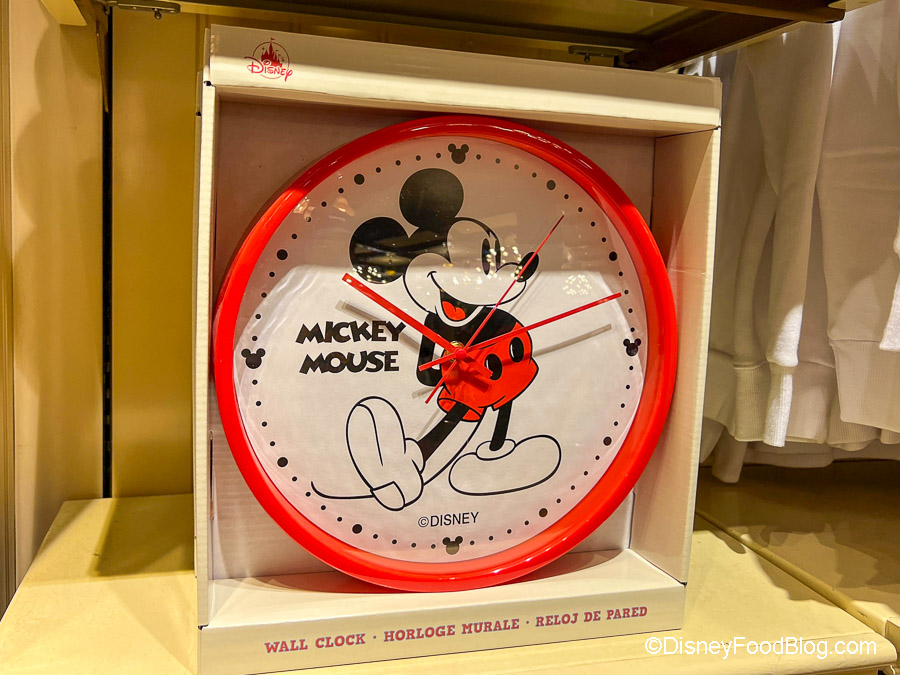 Disney
MICKEY
MOUSE
©DISNEY
WALL CLOCK · HORLOGE MURALE · RELOJ DE PARED
©DisneyFoodBlog.com